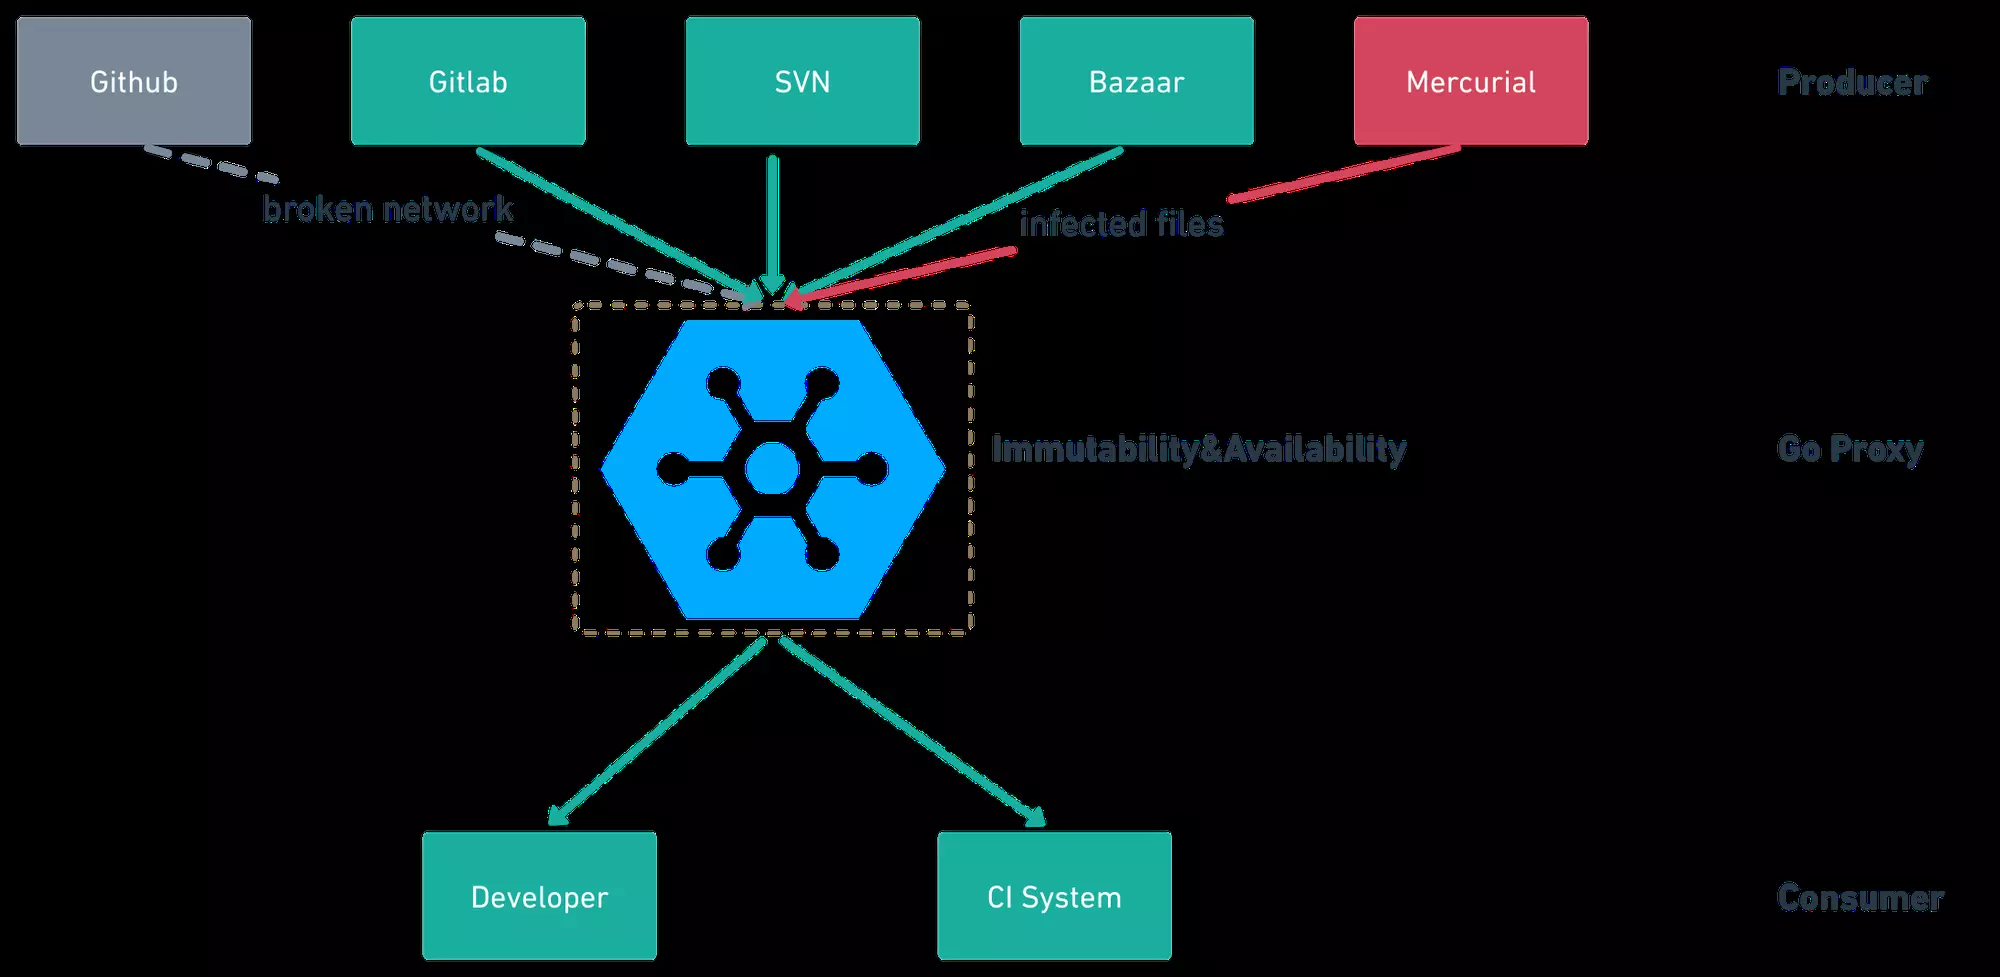 Github
Gitlab
SVN
Bazaar
Mercurial
Producer
broken network
infected files
Immutability&Availability
Go Proxy
Developer
CI System
Consumer